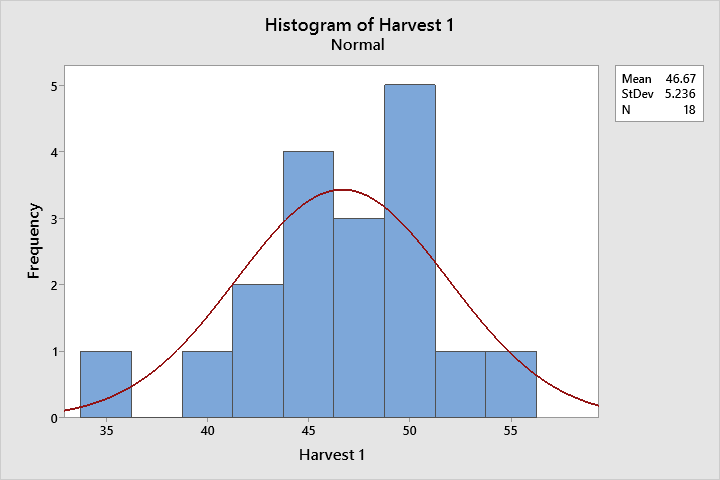 Histogram of Harvest 1
Normal
Mean 46.67
StDev 5.236
N 18
Frequency
5
4
3
2
1
0
35 40 45 50 55
Harvest 1